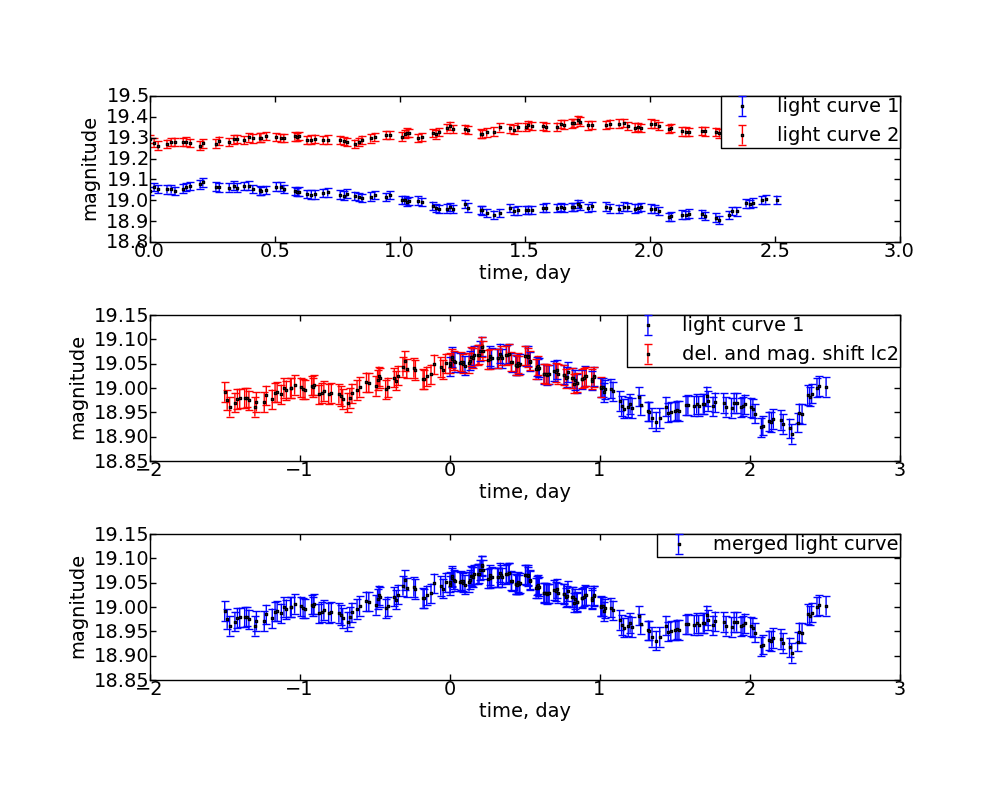 19.5
19.4
19.3
19.2
19.1
19.0
18.9
18.8
magnitude
light curve 1
light curve 2
0.0 0.5 1.0 1.5 2.0 2.5 3.0
time, day
19.15
19.10
19.05
19.00
18.95
18.90
18.85
magnitude
light curve 1
del. and mag. shift lc2
−2 −1 0 1 2 3
time, day
19.15
19.10
19.05
19.00
18.95
18.90
18.85
magnitude
merged light curve
−2 −1 0 1 2 3
time, day